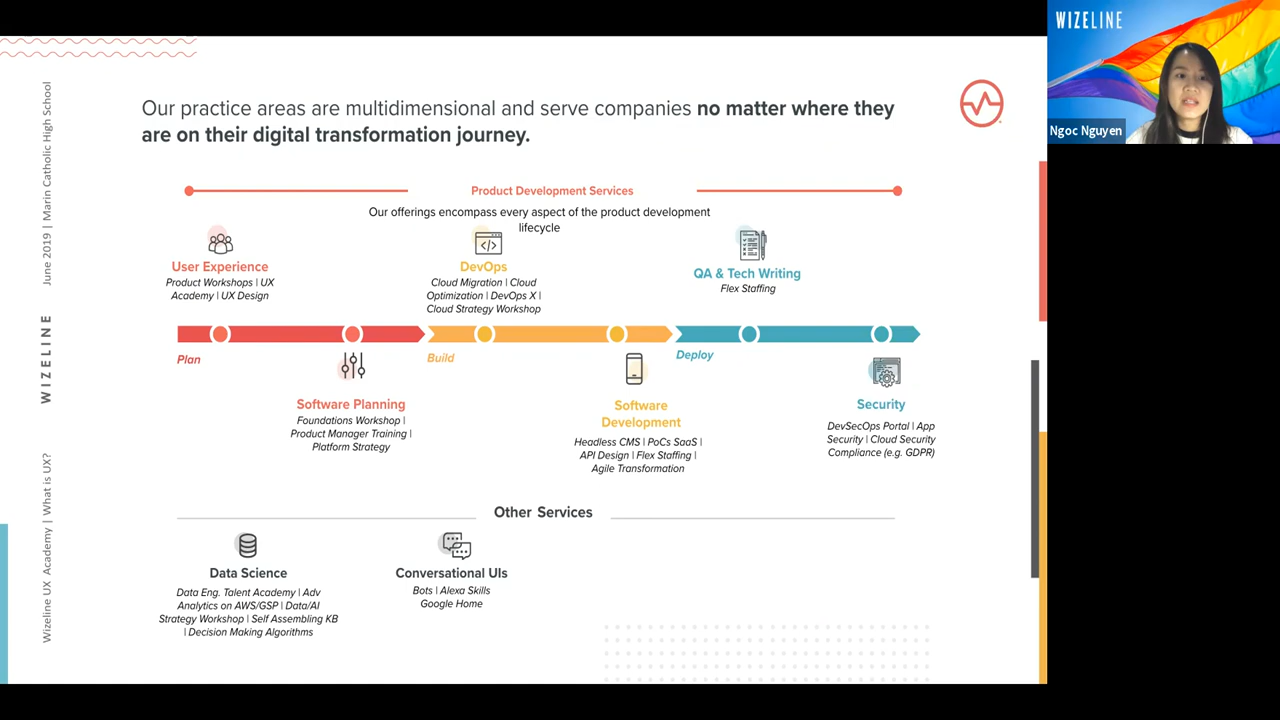 Our practice areas are multidimensional and serve companies no matter where they
are on their digital transformation journey.
Product Development Services
Our offerings encompass every aspect of the product development
lifecycle
User Experience
Product Workshops | UX
Academy | UX Design
DevOps
Cloud Migration | Cloud
Optimization | DevOps X |
Cloud Strategy Workshop
QA & Tech Writing
Flex Staffing
Plan
Build
Deploy
Software Planning
Foundations Workshop |
Product Manager Training |
Platform Strategy
Software
Development
Headless CMS | PoCs SaaS |
API Design | Flex Staffing |
Agile Transformation
Security
DevSecOps Portal | App
Security | Cloud Security
Compliance (e.g. GDPR)
Other Services
Data Science
Data Eng. Talent Academy | Adv
Analytics on AWS/GSP | Data/AI
Strategy Workshop | Self Assembling KB
| Decision Making Algorithms
Conversational UIs
Bots | Alexa Skills
Google Home
Wizeline UX Academy | What is UX?
WIZELINE
June 2019 | Marin Catholic High School
WIZELINE
Ngoc Nguyen